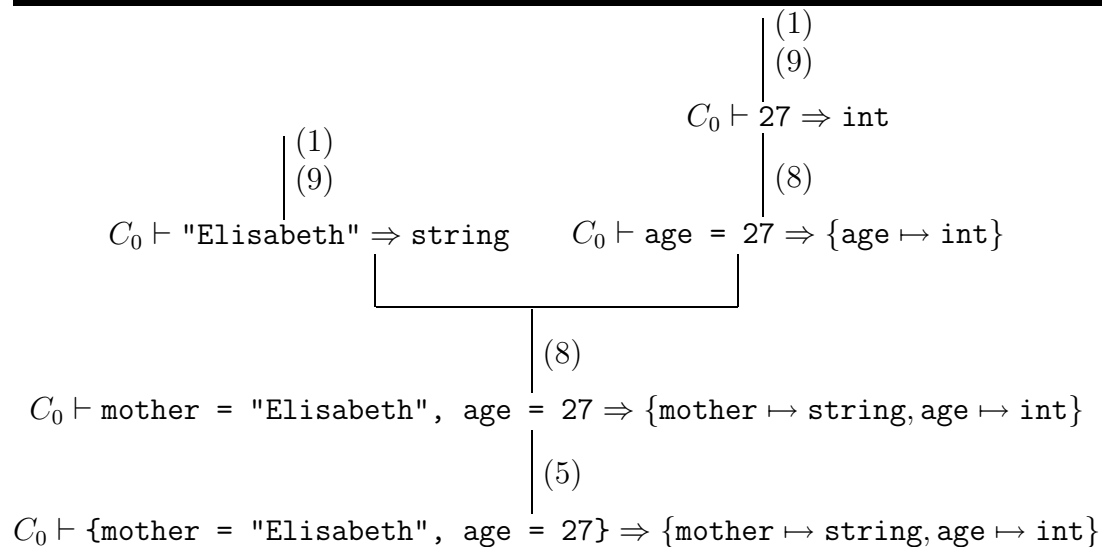 (1)
(9)
C₀ ⊢ 27 ⇒ int
(1)
(9)
(8)
C₀ ⊢ "Elisabeth" ⇒ string
C₀ ⊢ age = 27 ⇒ {age ↦ int}
(8)
C₀ ⊢ mother = "Elisabeth", age = 27 ⇒ {mother ↦ string, age ↦ int}
(5)
C₀ ⊢ {mother = "Elisabeth", age = 27} ⇒ {mother ↦ string, age ↦ int}